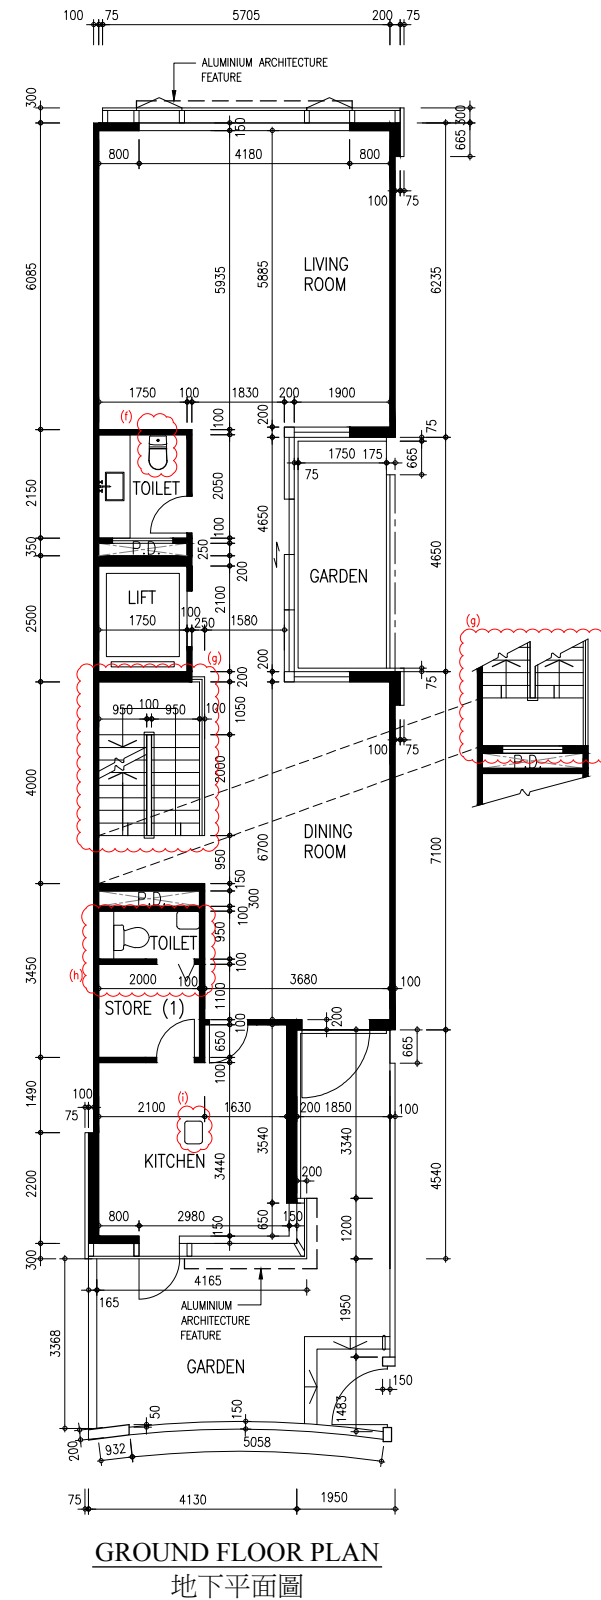 100 75 5705 200 75
ALUMINIUM ARCHITECTURE
FEATURE
300
150
300
665
800 4180 800
100 75
6085
5935
5885
LIVING
ROOM
6235
1750 100 1830 200 1900
(f)
100
200
75
1750 175
665
75
2150
TOILET
2050
4650
350
P.D.
100
250
GARDEN
4650
200
LIFT
2500
2100
1750 100 250 1580
(g)
(g)
200
200
75
950 100 950 100
1050
100 75
2000
P.D.
4000
6700
DINING
ROOM
7100
950
150
P.D.
300
100
TOILET
950
3450
(h)
100
2000 100 3680 100
STORE (1)
1100
200
100
650
665
100
1490
100
75
(i)
2100 1630 200 1850 100
3540
3340
KITCHEN
3440
4540
2200
200
800 2980 150
650
150
1200
300
4165
165
ALUMINIUM
ARCHITECTURE
FEATURE
1950
3368
GARDEN
150
1483
50
150
200
932 5058
75 4130 1950
GROUND FLOOR PLAN
地下平面圖